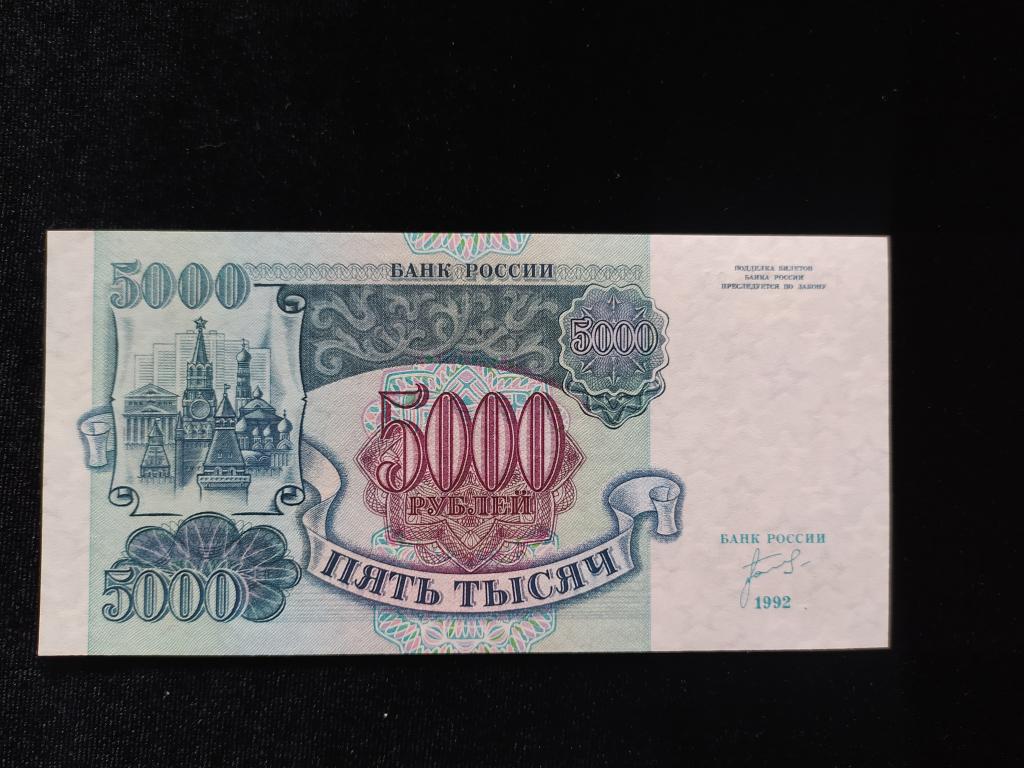 5000
БАНК РОССИИ
ПОДДЕЛКА БИЛЕТОВ
БАНКА РОССИИ
ПРЕСЛЕДУЕТСЯ ПО ЗАКОНУ
5000
5000
РУБЛЕЙ
ПЯТЬ ТЫСЯЧ
5000
БАНК РОССИИ
1992